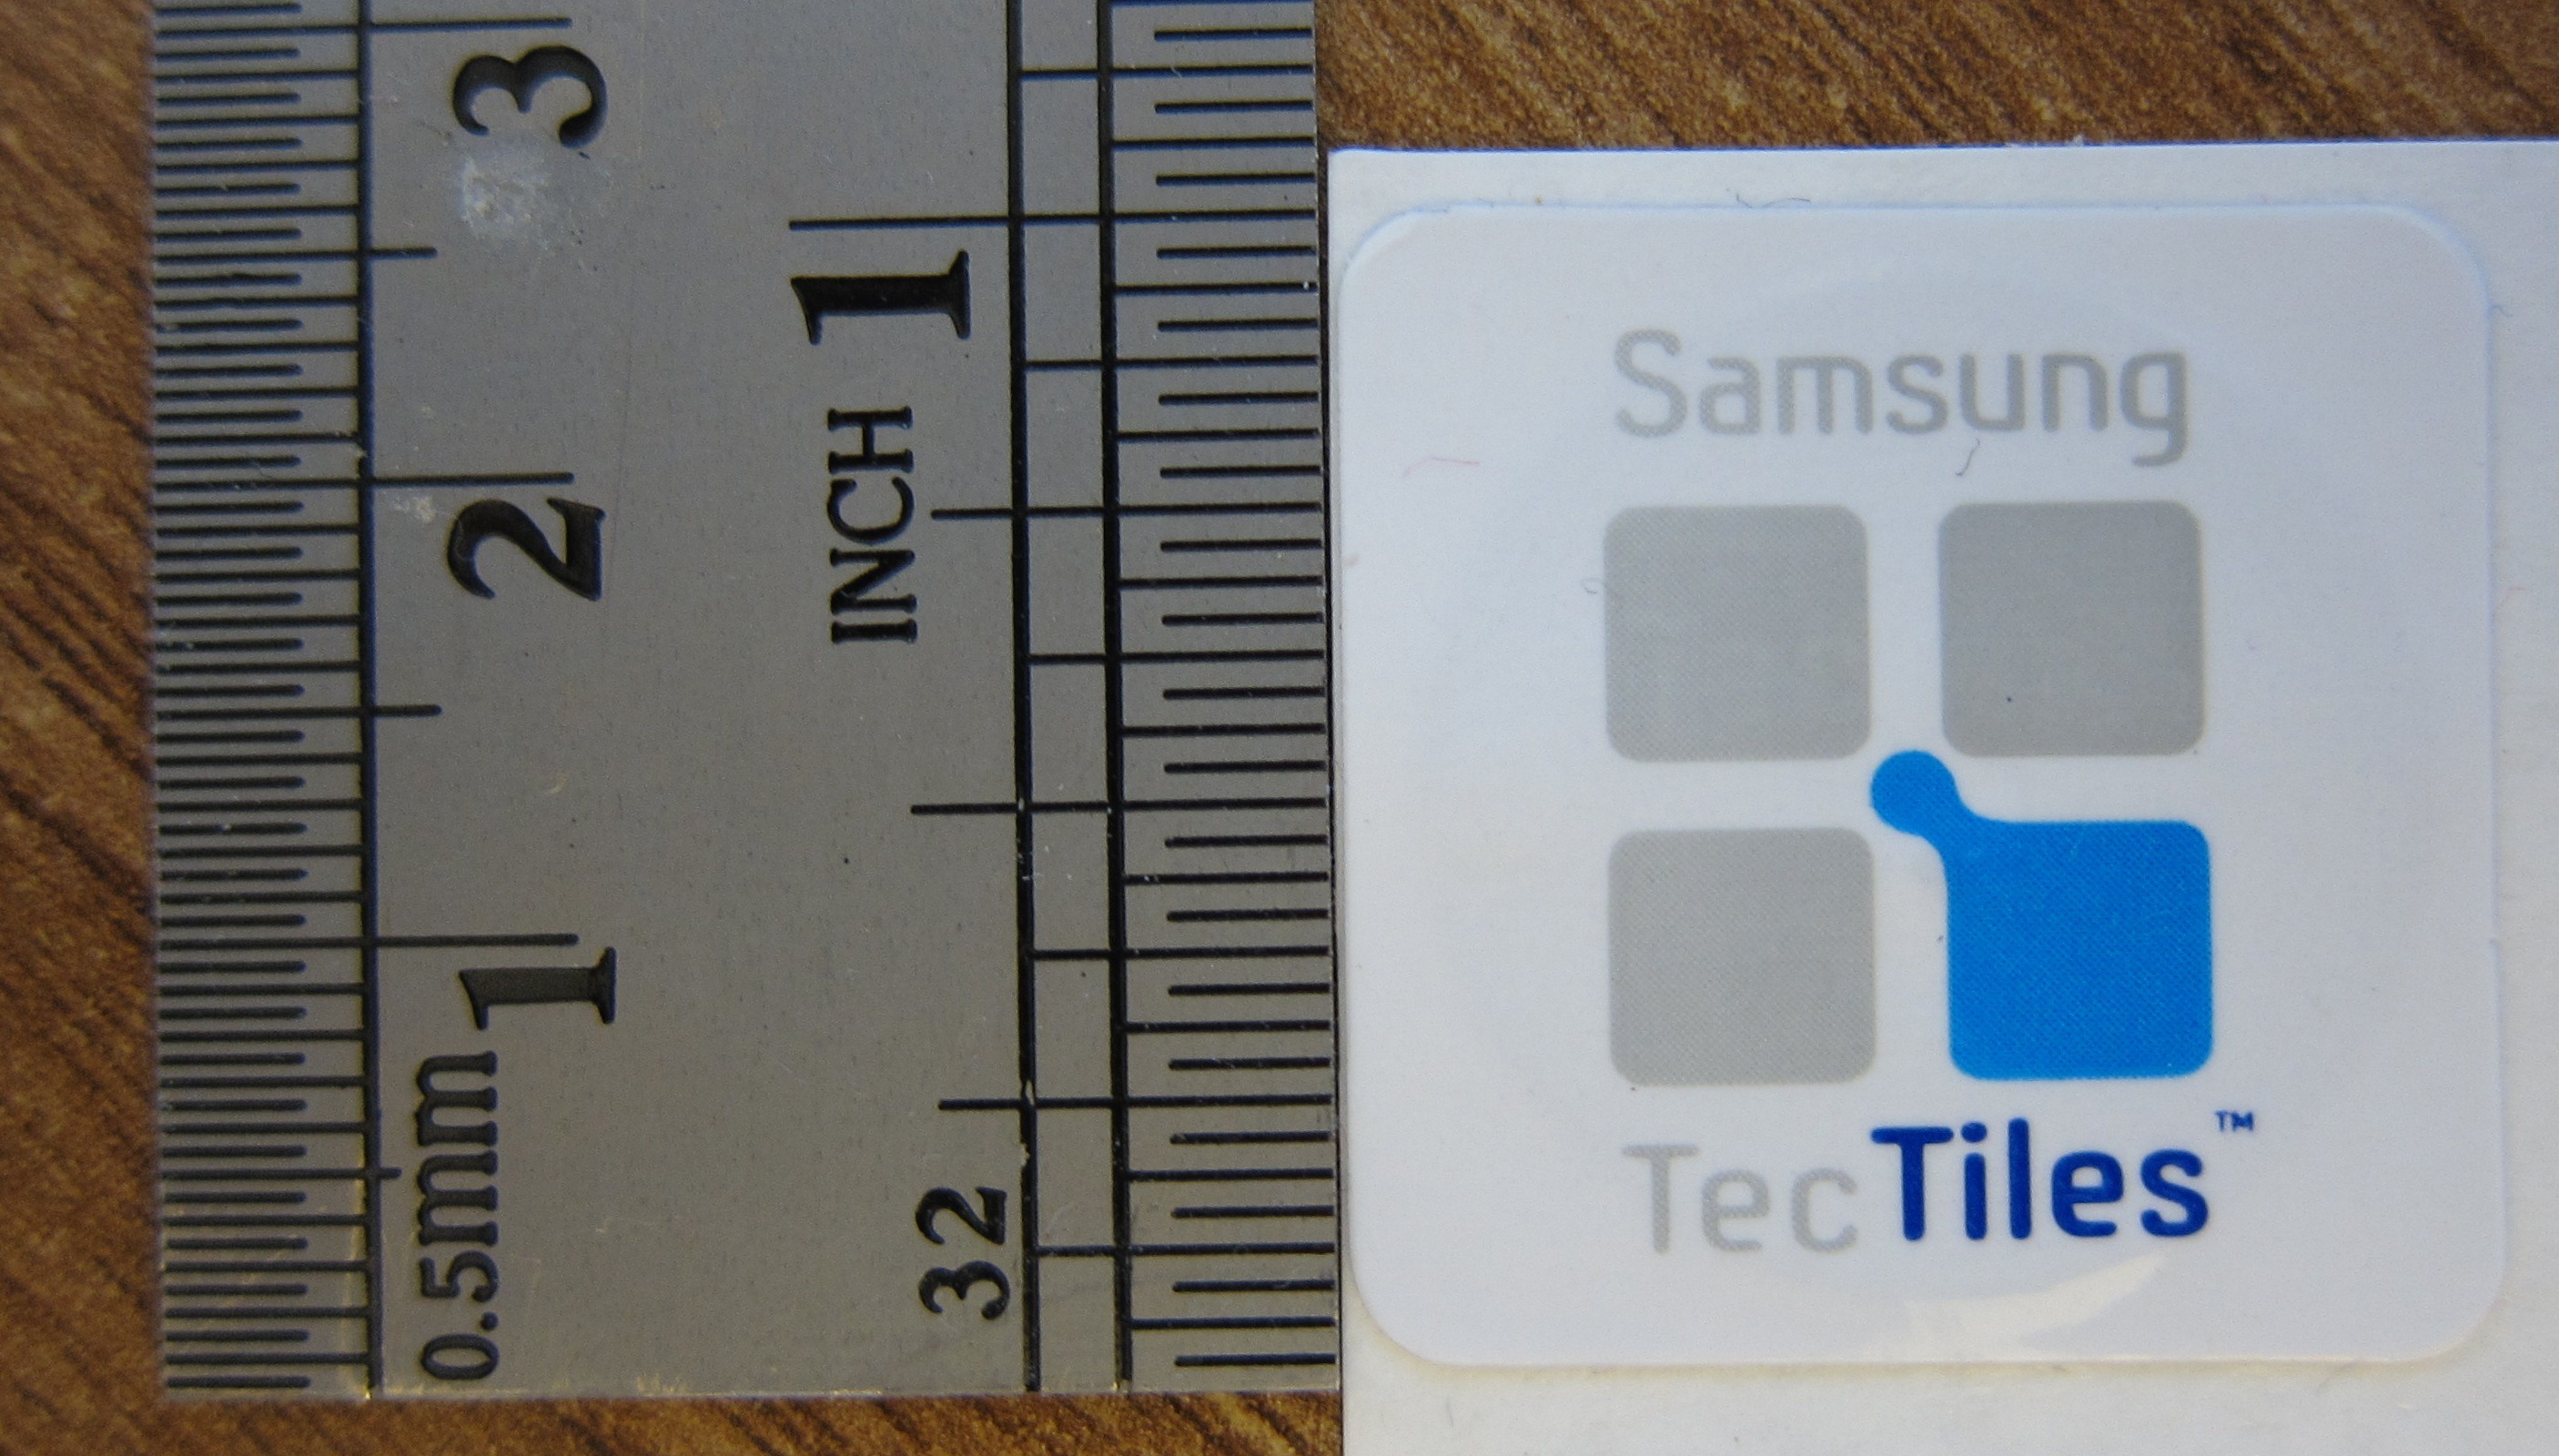 3
2
1
0.5mm
1
INCH
32
Samsung
TecTiles™